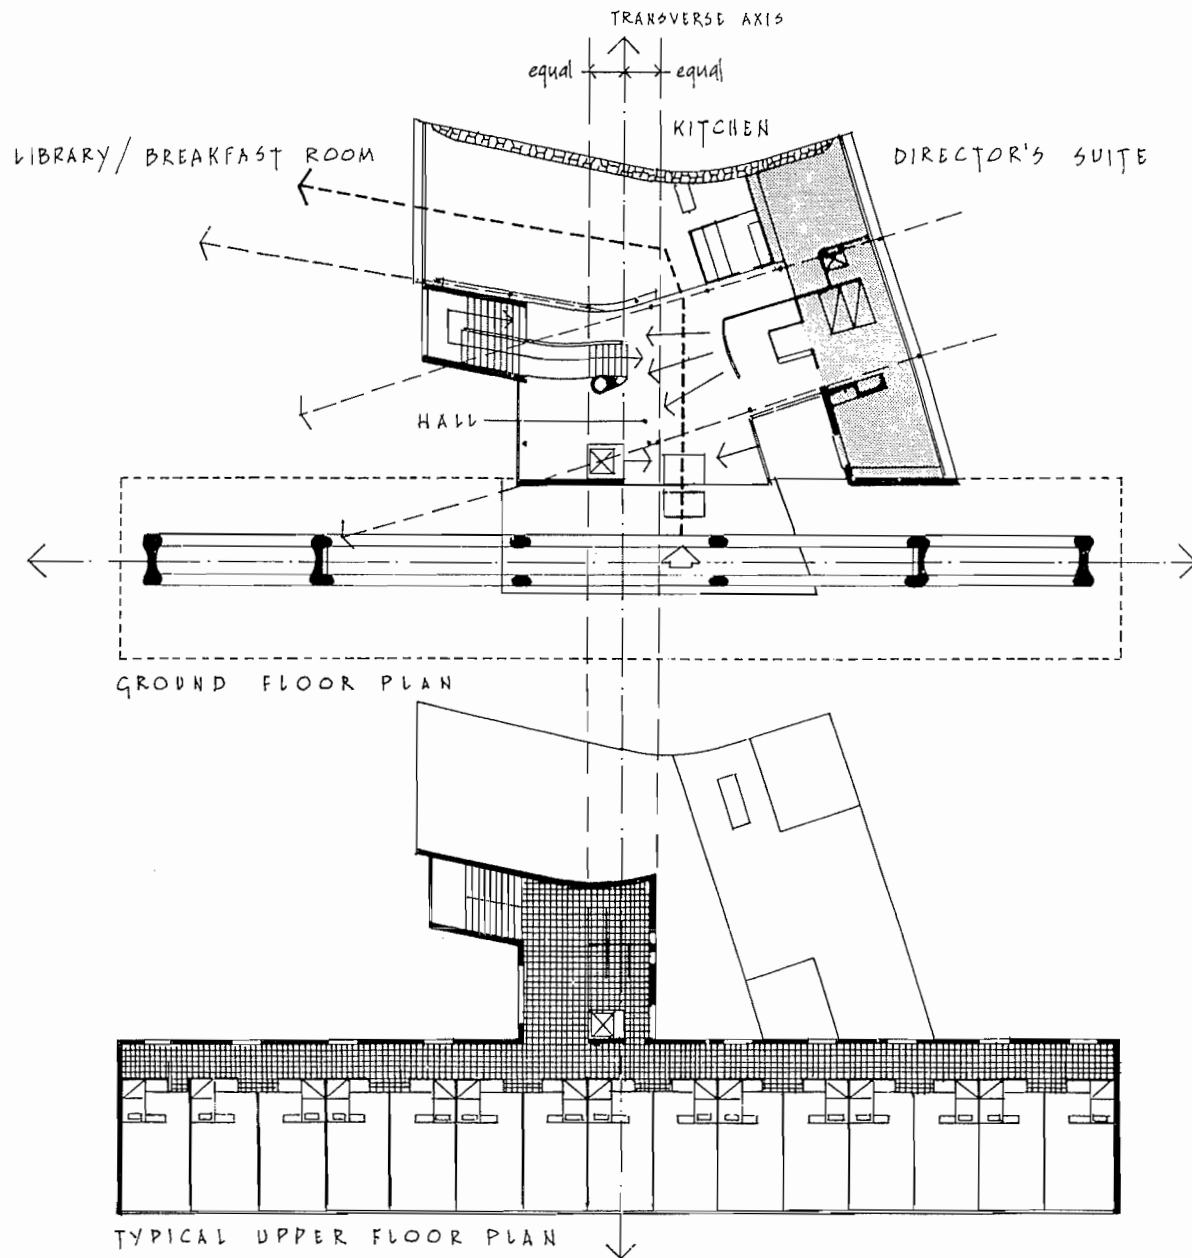 TRANSVERSE AXIS
equal equal
KITCHEN
LIBRARY/BREAKFAST ROOM
DIRECTOR'S SUITE
HALL
GROUND FLOOR PLAN
TYPICAL UPPER FLOOR PLAN